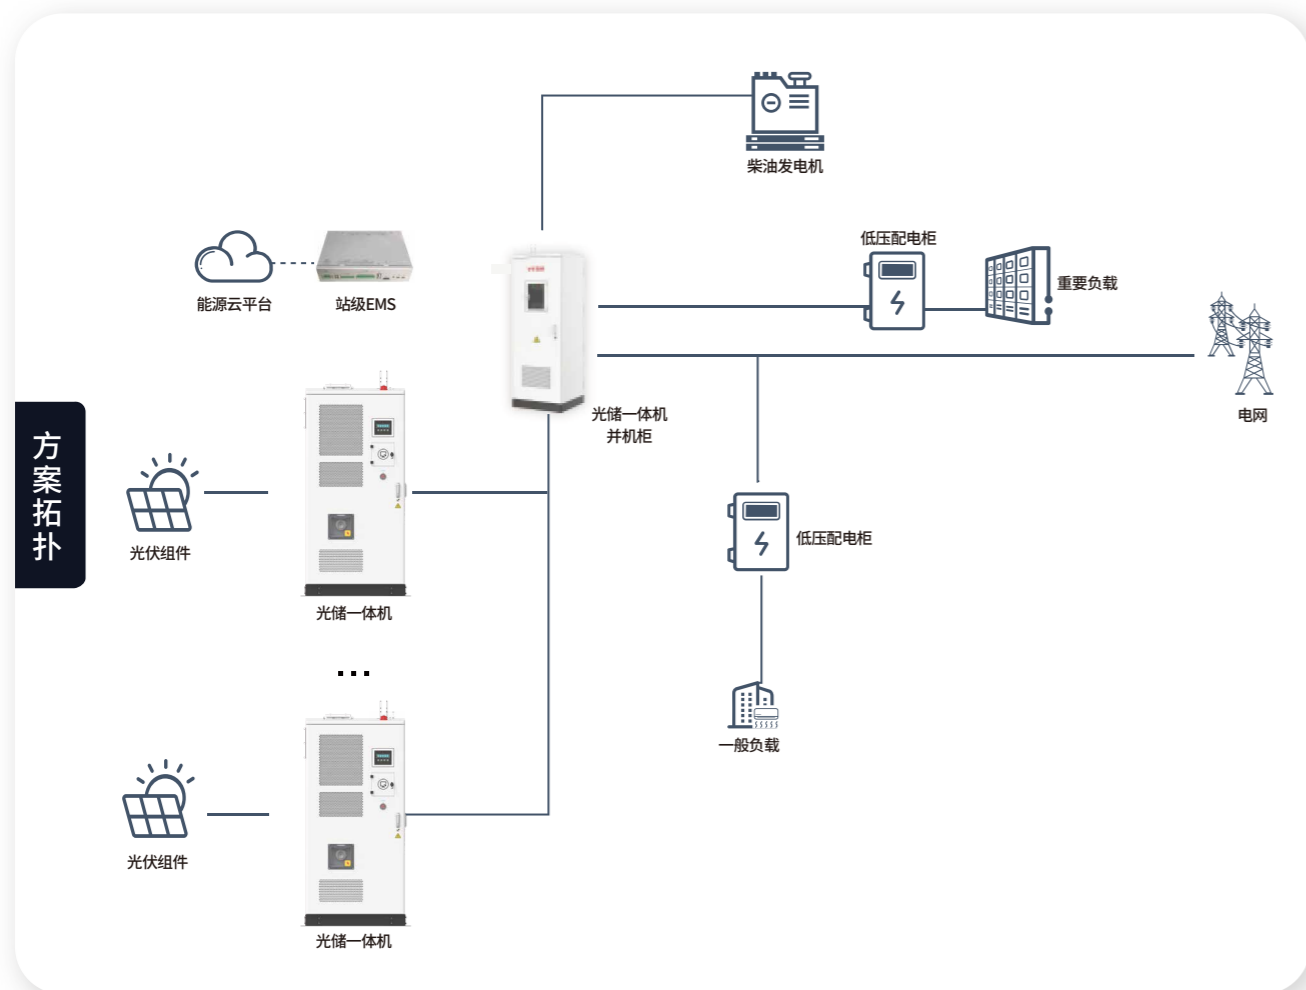 柴油发电机
低压配电柜
重要负载
能源云平台
站级EMS
电网
光储一体机
并机柜
方案拓扑
光伏组件
低压配电柜
光储一体机
...
一般负载
光伏组件
光储一体机